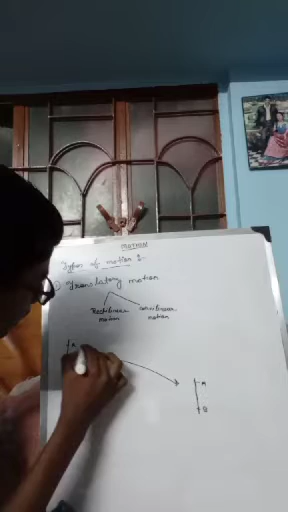 MOTION
Types of motion :-
1) Translatory motion
Rectilinear curvilinear
motion motion
A
A
B